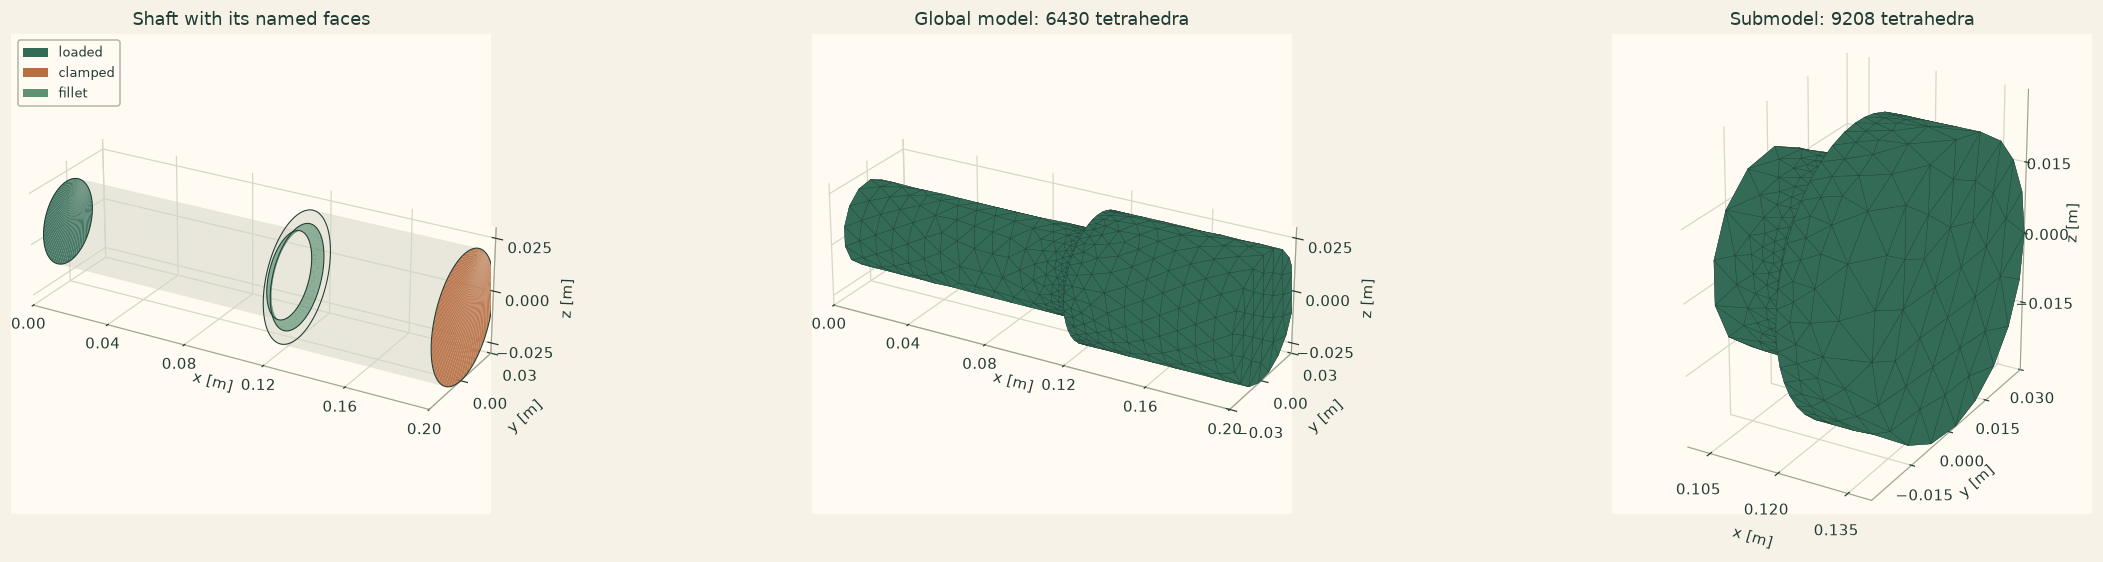 Shaft with its named faces
loaded
clamped
fillet
0.00
0.04
0.08
0.12
0.16
0.20
x [m]
0.00
0.03
y [m]
−0.025
0.000
0.025
z [m]
Global model: 6430 tetrahedra
0.00
0.04
0.08
0.12
0.16
0.20
x [m]
−0.03
0.00
0.03
y [m]
−0.025
0.000
0.025
z [m]
Submodel: 9208 tetrahedra
0.105
0.120
0.135
x [m]
−0.015
0.000
0.015
0.030
y [m]
−0.015
0.000
0.015
z [m]